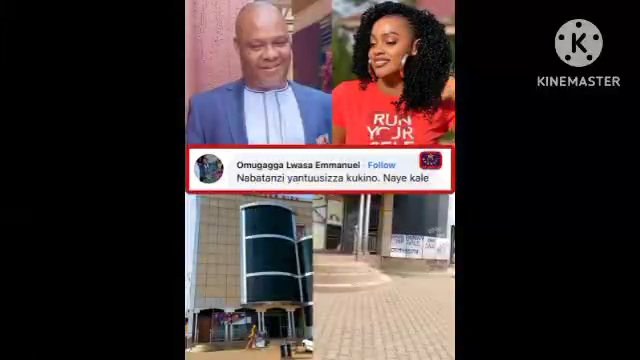 KINEMASTER
RUN
YOUR
SELF
Omugagga Lwasa Emmanuel · Follow
Nabatanzi yantuusizza kukino. Naye kale